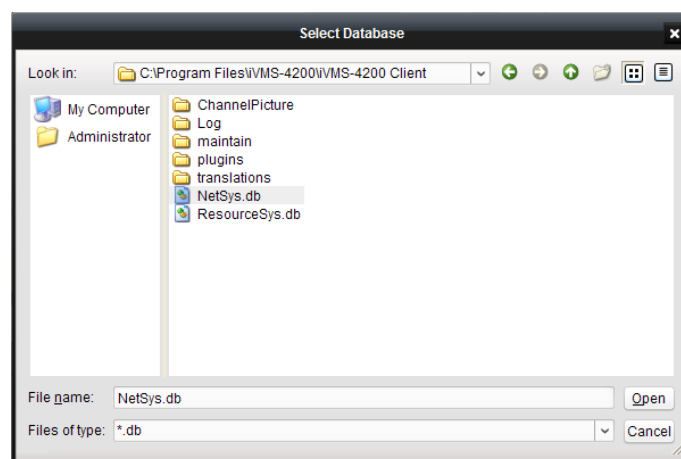 Select Database
Look in: C:\Program Files\iVMS-4200\iVMS-4200 Client
My Computer
Administrator
ChannelPicture
Log
maintain
plugins
translations
NetSys.db
ResourceSys.db
File name: NetSys.db Open
Files of type: *.db Cancel